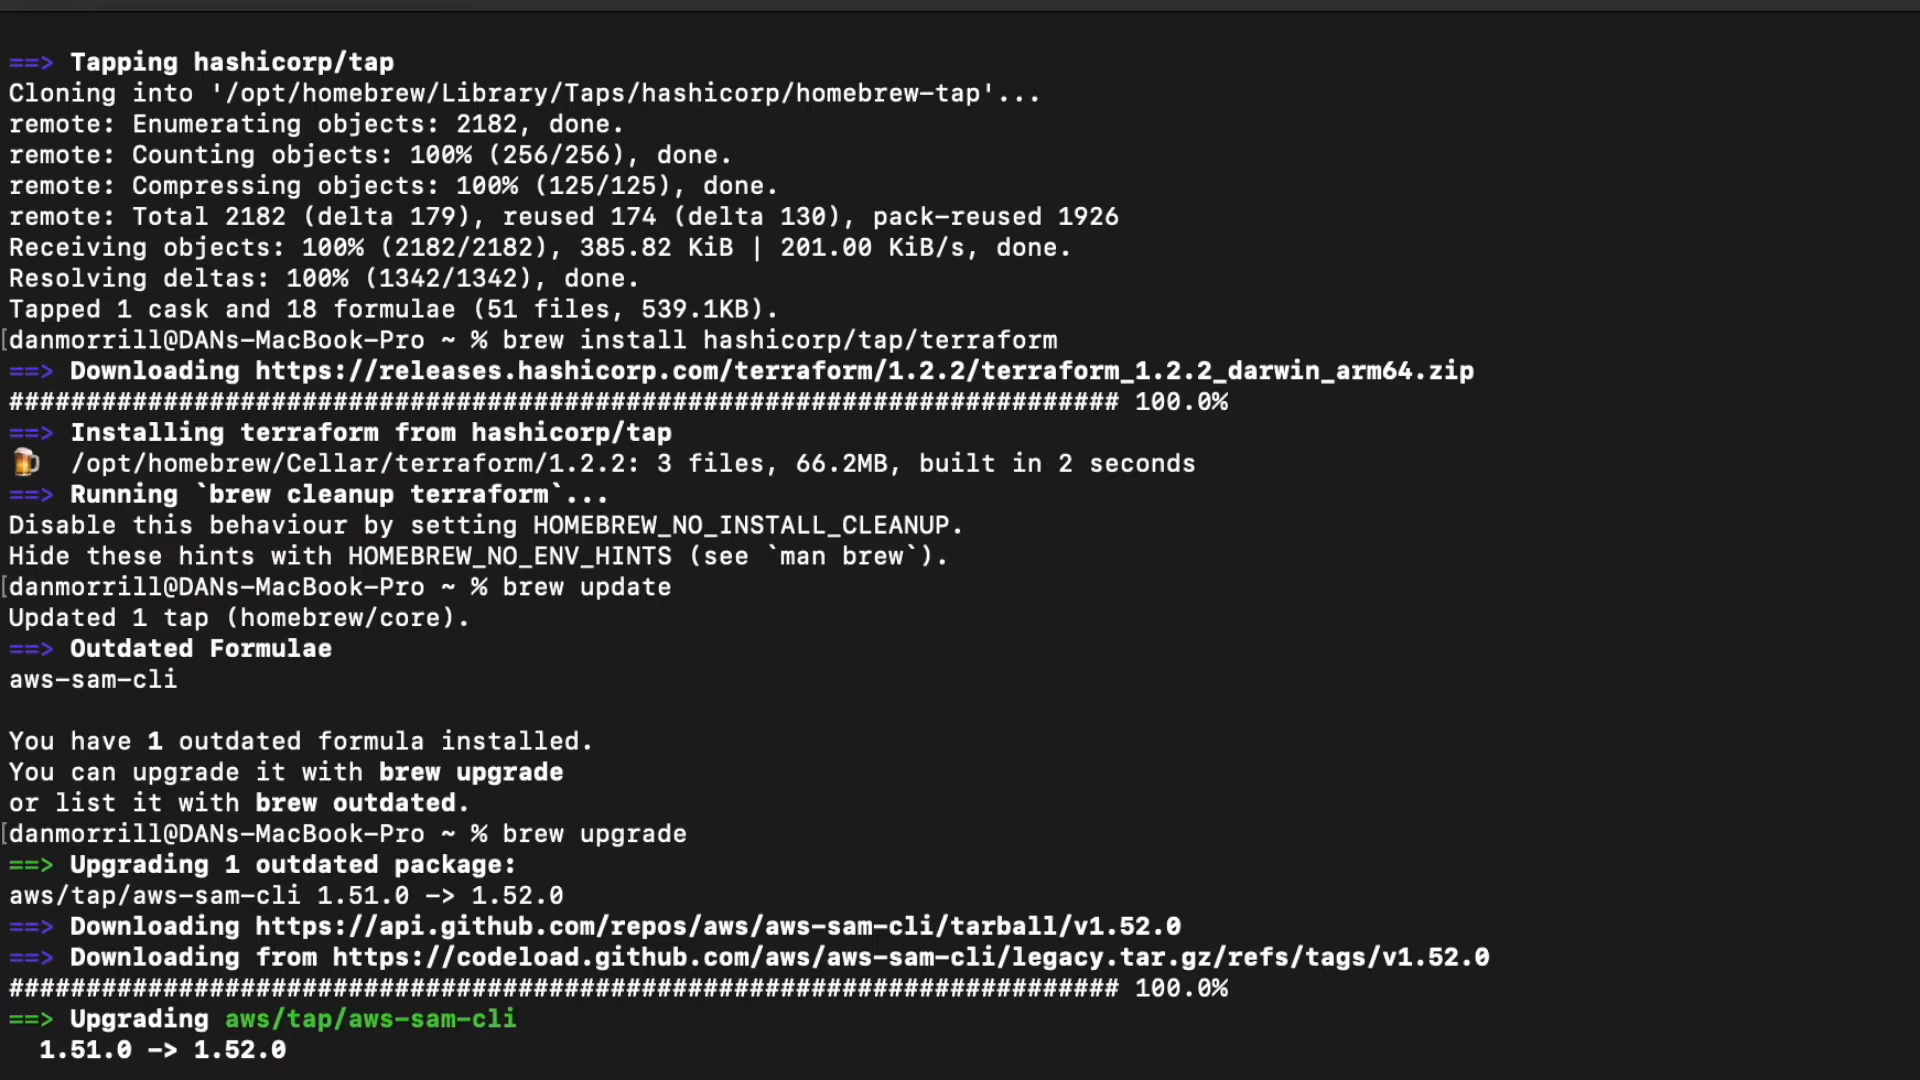 ==> Tapping hashicorp/tap
Cloning into '/opt/homebrew/Library/Taps/hashicorp/homebrew-tap'...
remote: Enumerating objects: 2182, done.
remote: Counting objects: 100% (256/256), done.
remote: Compressing objects: 100% (125/125), done.
remote: Total 2182 (delta 179), reused 174 (delta 130), pack-reused 1926
Receiving objects: 100% (2182/2182), 385.82 KiB | 201.00 KiB/s, done.
Resolving deltas: 100% (1342/1342), done.
Tapped 1 cask and 18 formulae (51 files, 539.1KB).
[danmorrill@DANs-MacBook-Pro ~ % brew install hashicorp/tap/terraform
==> Downloading https://releases.hashicorp.com/terraform/1.2.2/terraform_1.2.2_darwin_arm64.zip
######################################################################## 100.0%
==> Installing terraform from hashicorp/tap
🍺  /opt/homebrew/Cellar/terraform/1.2.2: 3 files, 66.2MB, built in 2 seconds
==> Running `brew cleanup terraform`...
Disable this behaviour by setting HOMEBREW_NO_INSTALL_CLEANUP.
Hide these hints with HOMEBREW_NO_ENV_HINTS (see `man brew`).
[danmorrill@DANs-MacBook-Pro ~ % brew update
Updated 1 tap (homebrew/core).
==> Outdated Formulae
aws-sam-cli
You have 1 outdated formula installed.
You can upgrade it with brew upgrade
or list it with brew outdated.
[danmorrill@DANs-MacBook-Pro ~ % brew upgrade
==> Upgrading 1 outdated package:
aws/tap/aws-sam-cli 1.51.0 -> 1.52.0
==> Downloading https://api.github.com/repos/aws/aws-sam-cli/tarball/v1.52.0
==> Downloading from https://codeload.github.com/aws/aws-sam-cli/legacy.tar.gz/refs/tags/v1.52.0
######################################################################## 100.0%
==> Upgrading aws/tap/aws-sam-cli
  1.51.0 -> 1.52.0